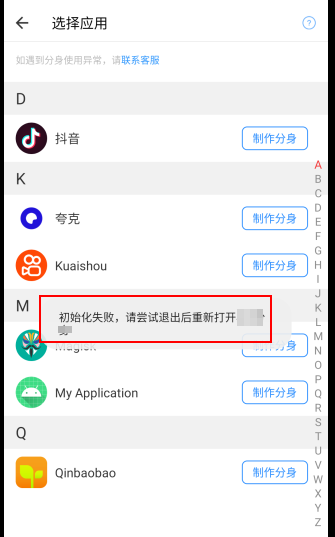 选择应用
如遇到分身使用异常，请联系客服
D
抖音 制作分身
K
夸克 制作分身
Kuaishou 制作分身
M
初始化失败，请尝试退出后重新打开
制作分身
My Application 制作分身
Q
Qinbaobao 制作分身
A
B
C
D
E
F
G
H
I
J
K
L
M
N
O
P
Q
R
S
T
U
V
W
X
Y
Z